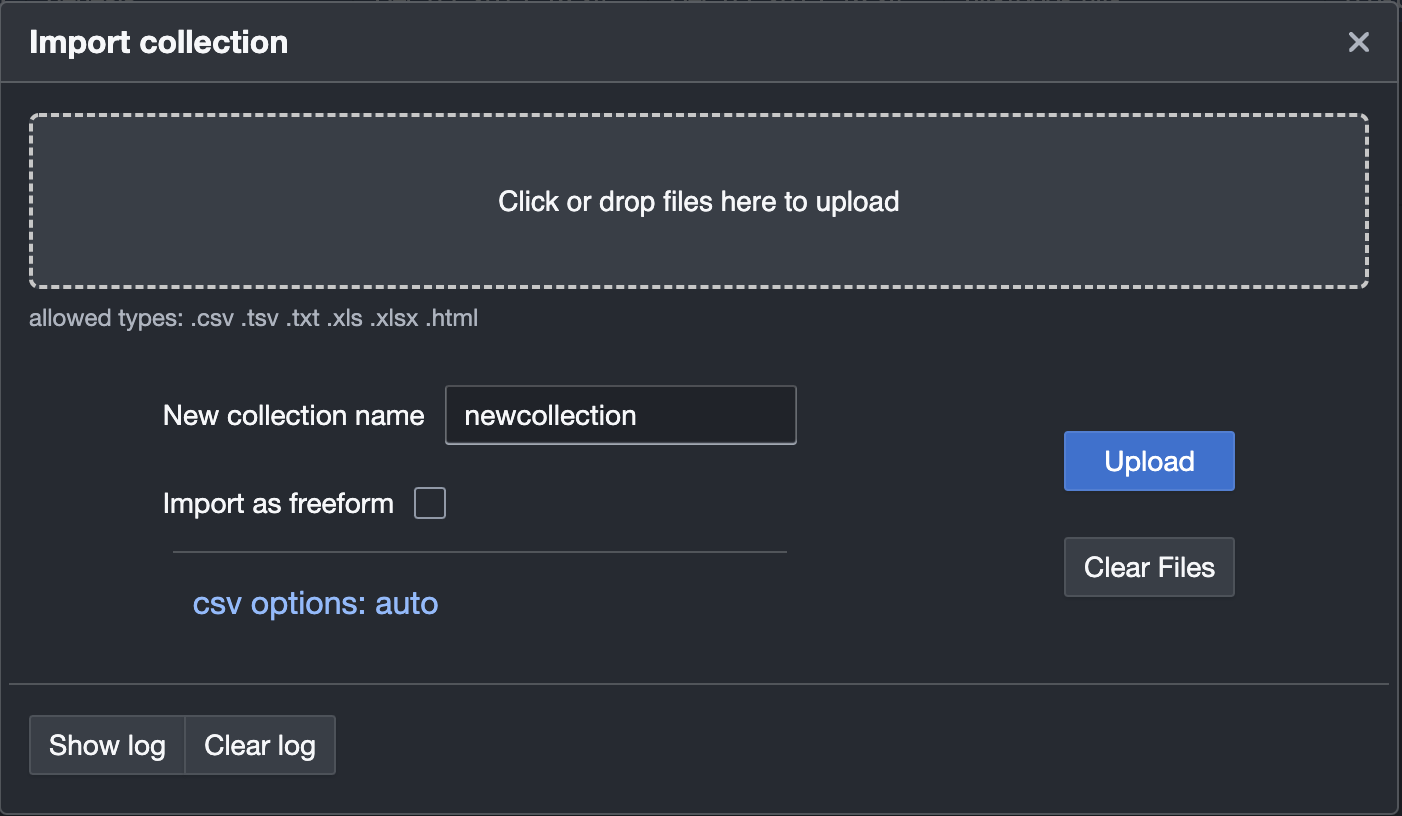 Import collection
Click or drop files here to upload
allowed types: .csv .tsv .txt .xls .xlsx .html
New collection name newcollection
Upload
Import as freeform
Clear Files
csv options: auto
Show log Clear log